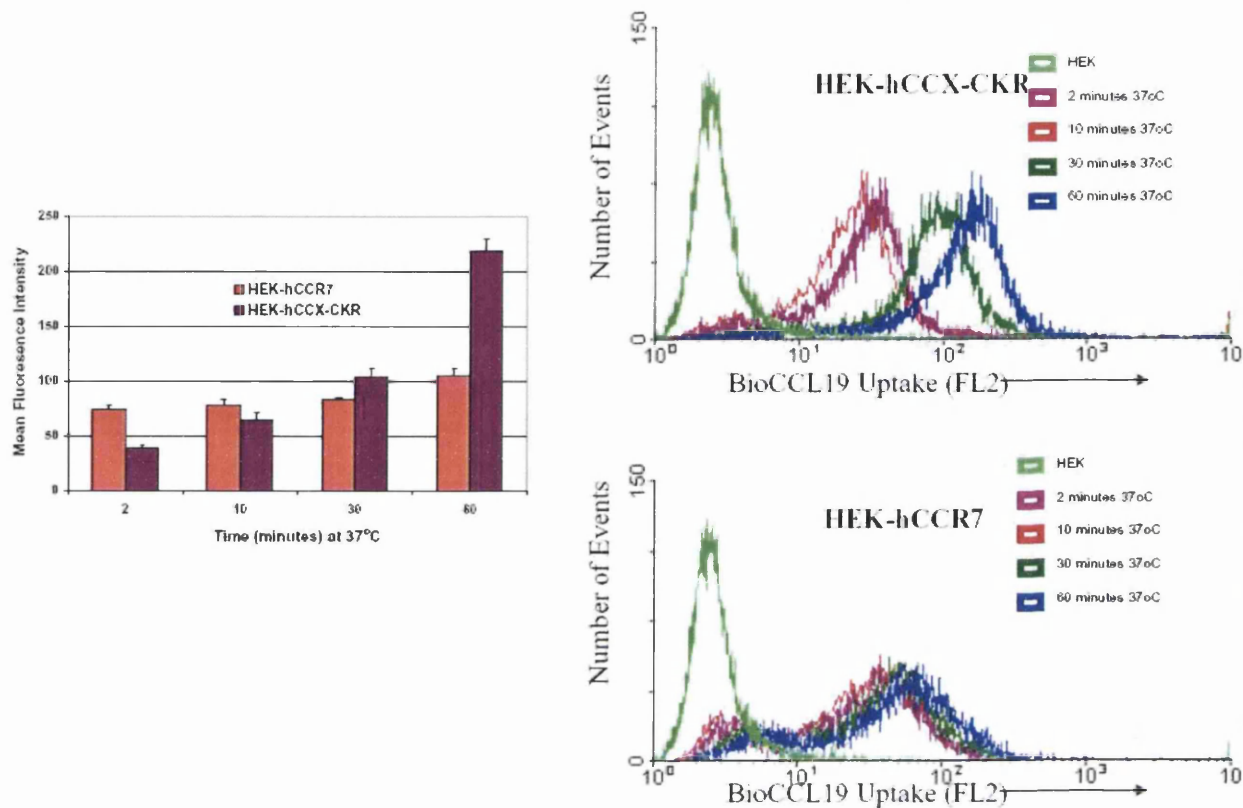 250
200
150
100
50
0
Mean Fluoresence Intensity
HEK-hCCR7
HEK-hCCX-CKR
2 10 30 60
Time (minutes) at 37°C
150
Number of Events
0
HEK-hCCX-CKR
HEK
2 minutes 37oC
10 minutes 37oC
30 minutes 37oC
60 minutes 37oC
10⁰ 10¹ 10² 10³ 10
BioCCL19 Uptake (FL2)
150
Number of Events
0
HEK-hCCR7
HEK
2 minutes 37oC
10 minutes 37oC
30 minutes 37oC
60 minutes 37oC
10⁰ 10¹ 10² 10³ 10
BioCCL19 Uptake (FL2)